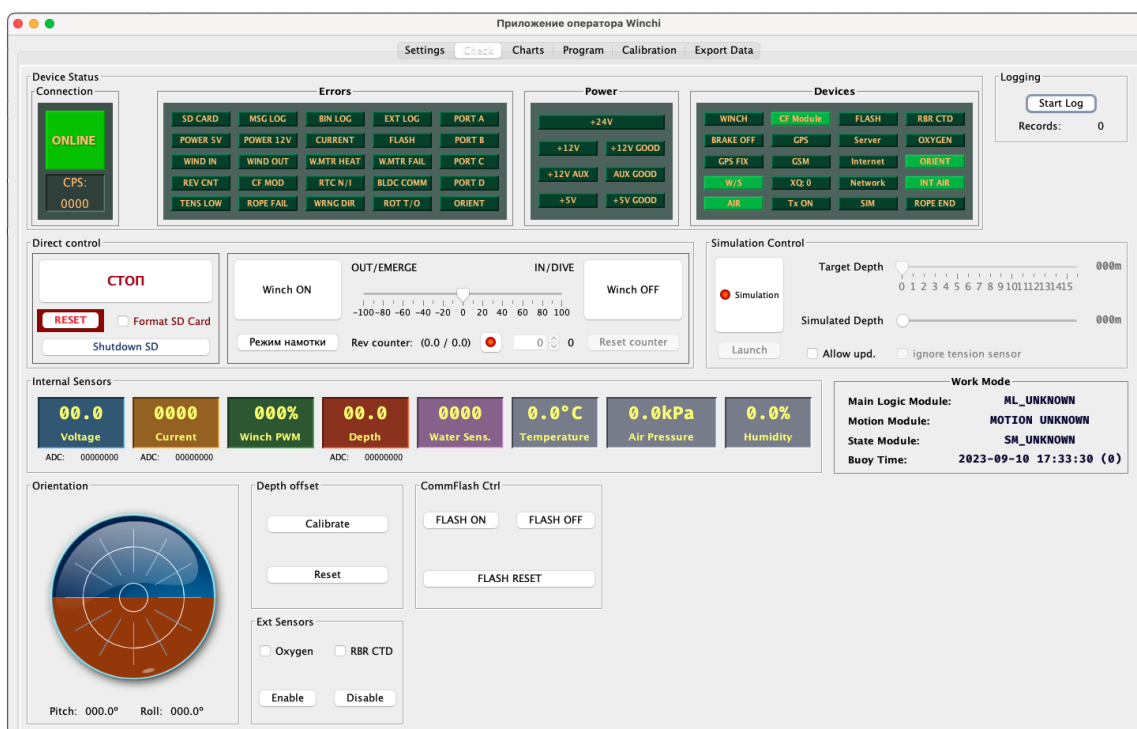 Приложение оператора Winchi
Settings Check Charts Program Calibration Export Data
Device Status
Connection
ONLINE
CPS:
0000
Errors
SD CARD MSG LOG BIN LOG EXT LOG PORT A
POWER 5V POWER 12V CURRENT FLASH PORT B
WIND IN WIND OUT W.MTR HEAT W.MTR FAIL PORT C
REV CNT CF MOD RTC N/I BLDC COMM PORT D
TENS LOW ROPE FAIL WRNG DIR ROT T/O ORIENT
Power
+24V
+12V +12V GOOD
+12V AUX AUX GOOD
+5V +5V GOOD
Devices
WINCH CF Module FLASH RBR CTD
BRAKE OFF GPS Server OXYGEN
GPS FIX GSM Internet ORIENT
W/S XQ: 0 Network INT AIR
AIR Tx ON SIM ROPE END
Logging
Start Log
Records: 0
Direct control
СТОП
RESET Format SD Card
Shutdown SD
Winch ON
OUT/EMERGE IN/DIVE
-100 -80 -60 -40 -20 0 20 40 60 80 100
Winch OFF
Режим намотки Rev counter: (0.0 / 0.0) 0 0 Reset counter
Simulation Control
Simulation
Target Depth 000m
0 1 2 3 4 5 6 7 8 9 10 11 12 13 14 15
Simulated Depth 000m
Launch Allow upd. ignore tension sensor
Internal Sensors
00.0 0000 000% 00.0 0000 0.0°C 0.0kPa 0.0%
Voltage Current Winch PWM Depth Water Sens. Temperature Air Pressure Humidity
ADC: 00000000 ADC: 00000000 ADC: 00000000
Work Mode
Main Logic Module: ML_UNKNOWN
Motion Module: MOTION UNKNOWN
State Module: SM_UNKNOWN
Buoy Time: 2023-09-10 17:33:30 (0)
Orientation
Pitch: 000.0° Roll: 000.0°
Depth offset
Calibrate
Reset
CommFlash Ctrl
FLASH ON FLASH OFF
FLASH RESET
Ext Sensors
Oxygen RBR CTD
Enable Disable